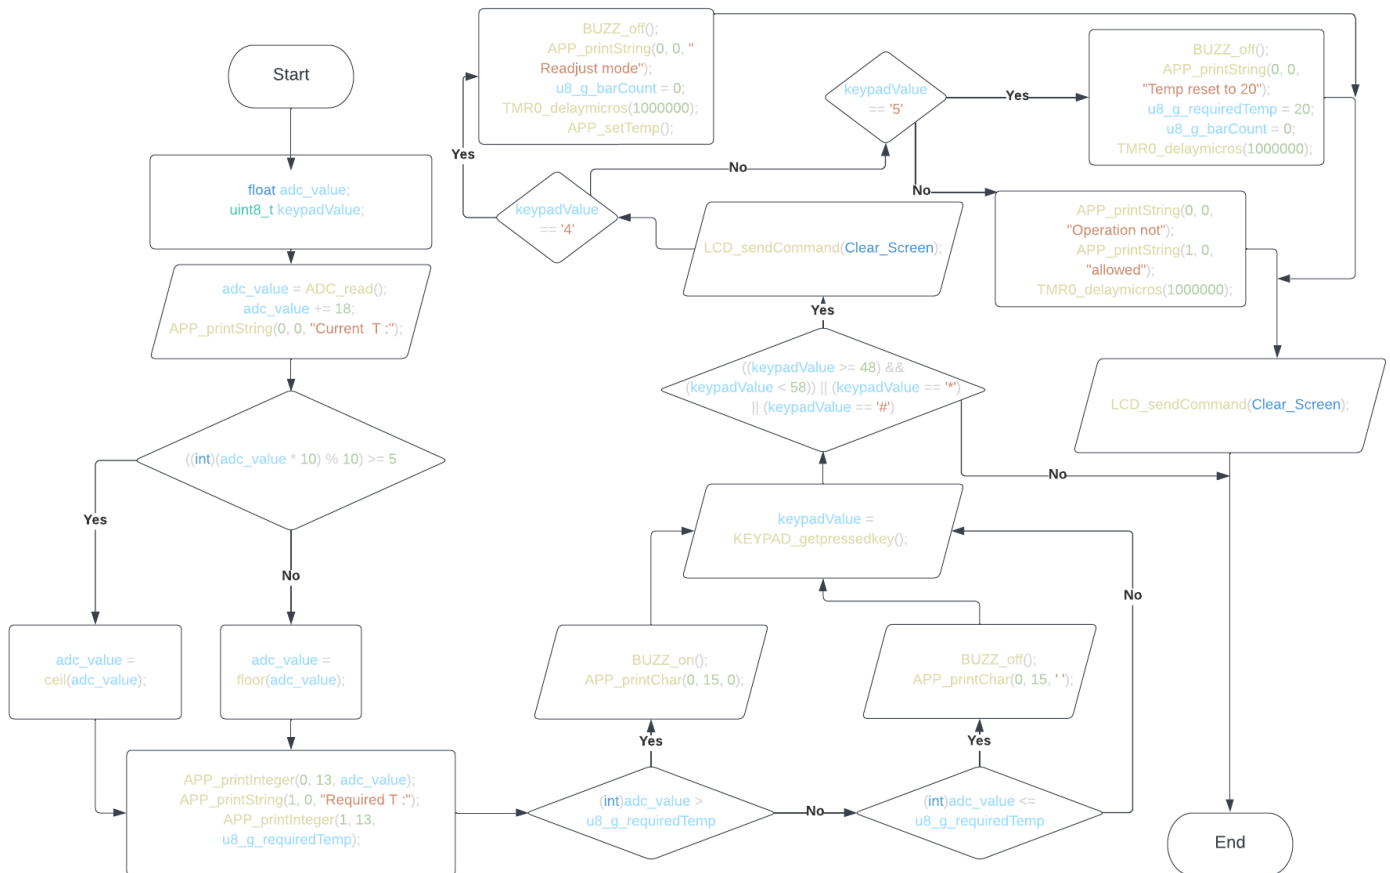 Start
float adc_value;
uint8_t keypadValue;
adc_value = ADC_read();
adc_value += 18;
APP_printString(0, 0, "Current  T :");
((int)(adc_value * 10) % 10) >= 5
Yes
No
adc_value =
ceil(adc_value);
adc_value =
floor(adc_value);
APP_printInteger(0, 13, adc_value);
APP_printString(1, 0, "Required T :");
APP_printInteger(1, 13,
u8_g_requiredTemp);
(int)adc_value >
u8_g_requiredTemp
Yes
No
BUZZ_on();
APP_printChar(0, 15, 0);
(int)adc_value <=
u8_g_requiredTemp
Yes
No
BUZZ_off();
APP_printChar(0, 15, ' ');
keypadValue =
KEYPAD_getpressedkey();
((keypadValue >= 48) &&
(keypadValue < 58)) || (keypadValue == '*')
|| (keypadValue == '#')
Yes
No
LCD_sendCommand(Clear_Screen);
keypadValue
== '4'
Yes
No
BUZZ_off();
APP_printString(0, 0, "
Readjust mode");
u8_g_barCount = 0;
TMR0_delaymicros(1000000);
APP_setTemp();
keypadValue
== '5'
Yes
No
BUZZ_off();
APP_printString(0, 0,
"Temp reset to 20");
u8_g_requiredTemp = 20;
u8_g_barCount = 0;
TMR0_delaymicros(1000000);
APP_printString(0, 0,
"Operation not");
APP_printString(1, 0,
"allowed");
TMR0_delaymicros(1000000);
LCD_sendCommand(Clear_Screen);
End